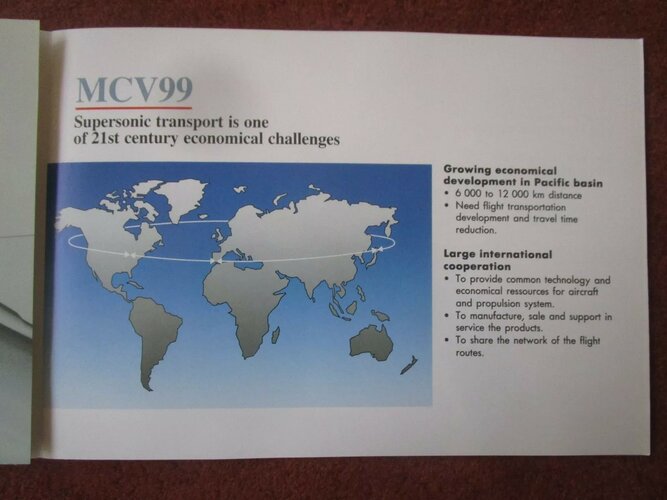 MCV99
Supersonic transport is one
of 21st century economical challenges
Growing economical
development in Pacific basin
• 6 000 to 12 000 km distance
• Need flight transportation
development and travel time
reduction.
Large international
cooperation
• To provide common technology and
economical ressources for aircraft
and propulsion system.
• To manufacture, sale and support in
service the products.
• To share the network of the flight
routes.